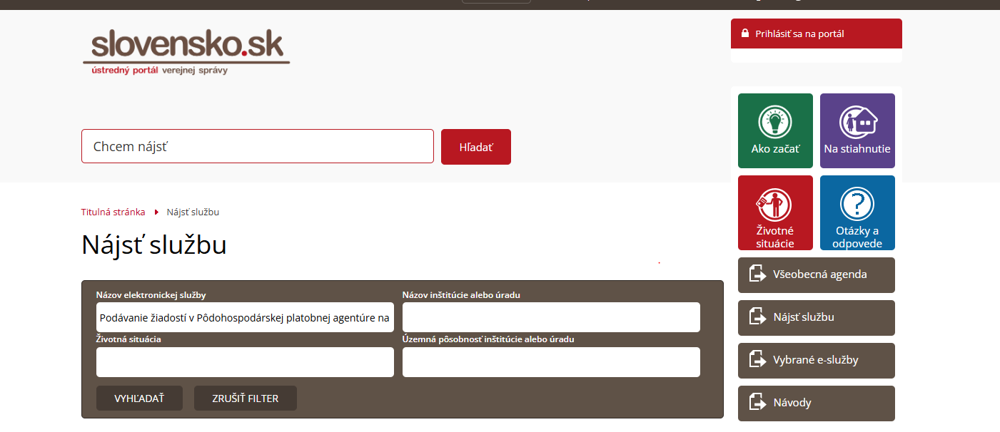 slovensko.sk
ústredný portál verejnej správy
Prihlásiť sa na portál
Chcem nájsť
Hľadať
Ako začať
Na stiahnutie
Životné
situácie
Otázky a
odpovede
Titulná stránka
Nájsť službu
Nájsť službu
Názov elektronickej služby
Názov inštitúcie alebo úradu
Podávanie žiadostí v Pôdohospodárskej platobnej agentúre na
Životná situácia
Územná pôsobnosť inštitúcie alebo úradu
VYHĽADAŤ
ZRUŠIŤ FILTER
Všeobecná agenda
Nájsť službu
Vybrané e-služby
Návody